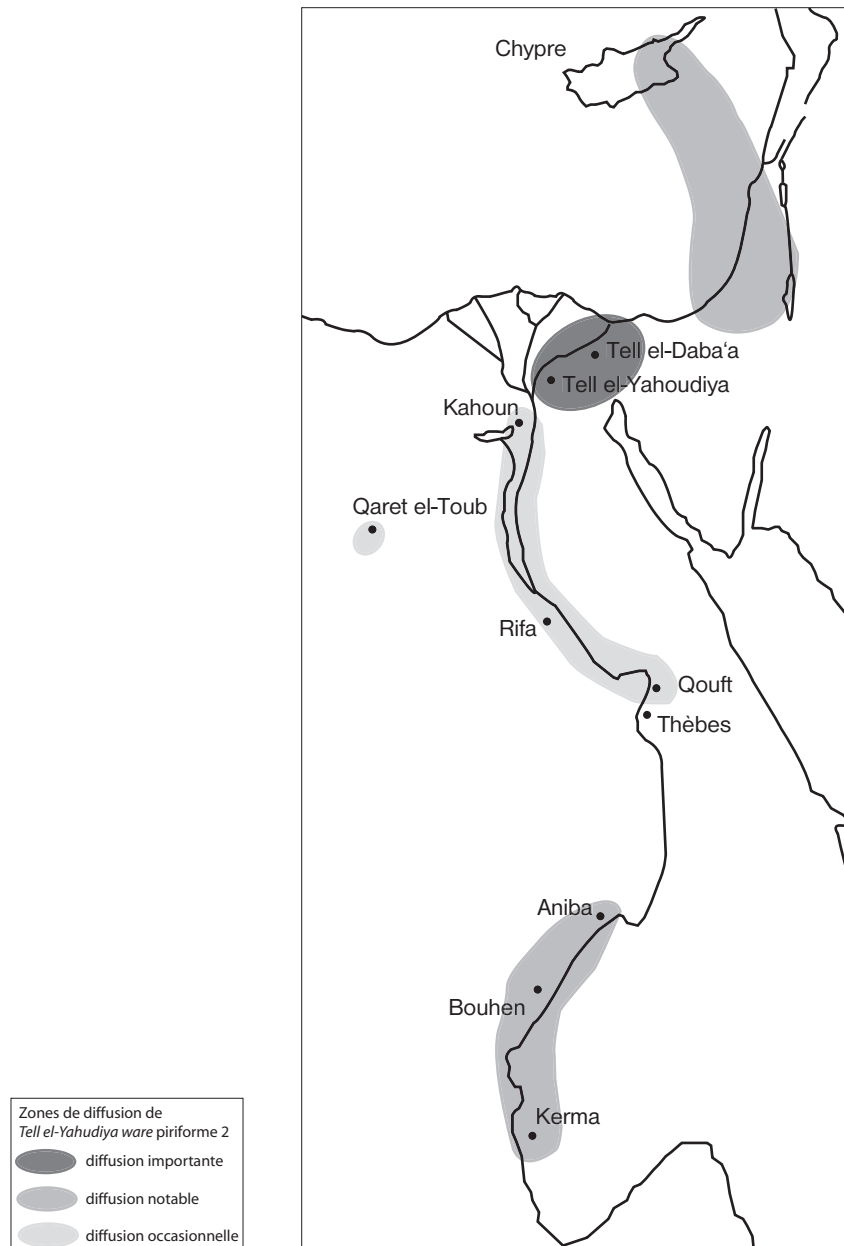 Chypre
Tell el-Daba‘a
Tell el-Yahoudiya
Kahoun
Qaret el-Toub
Rifa
Qouft
Thèbes
Aniba
Bouhen
Kerma
Zones de diffusion de
Tell el-Yahudiya ware piriforme 2
diffusion importante
diffusion notable
diffusion occasionnelle